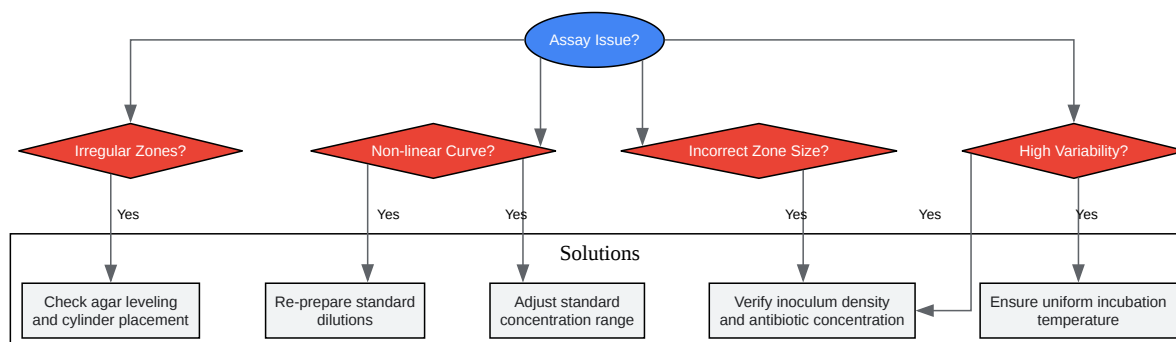 Assay Issue?
Irregular Zones?
Non-linear Curve?
Incorrect Zone Size?
High Variability?
Yes
Yes
Yes
Yes
Yes
Yes
Solutions
Check agar leveling
and cylinder placement
Re-prepare standard
dilutions
Adjust standard
concentration range
Verify inoculum density
and antibiotic concentration
Ensure uniform incubation
temperature